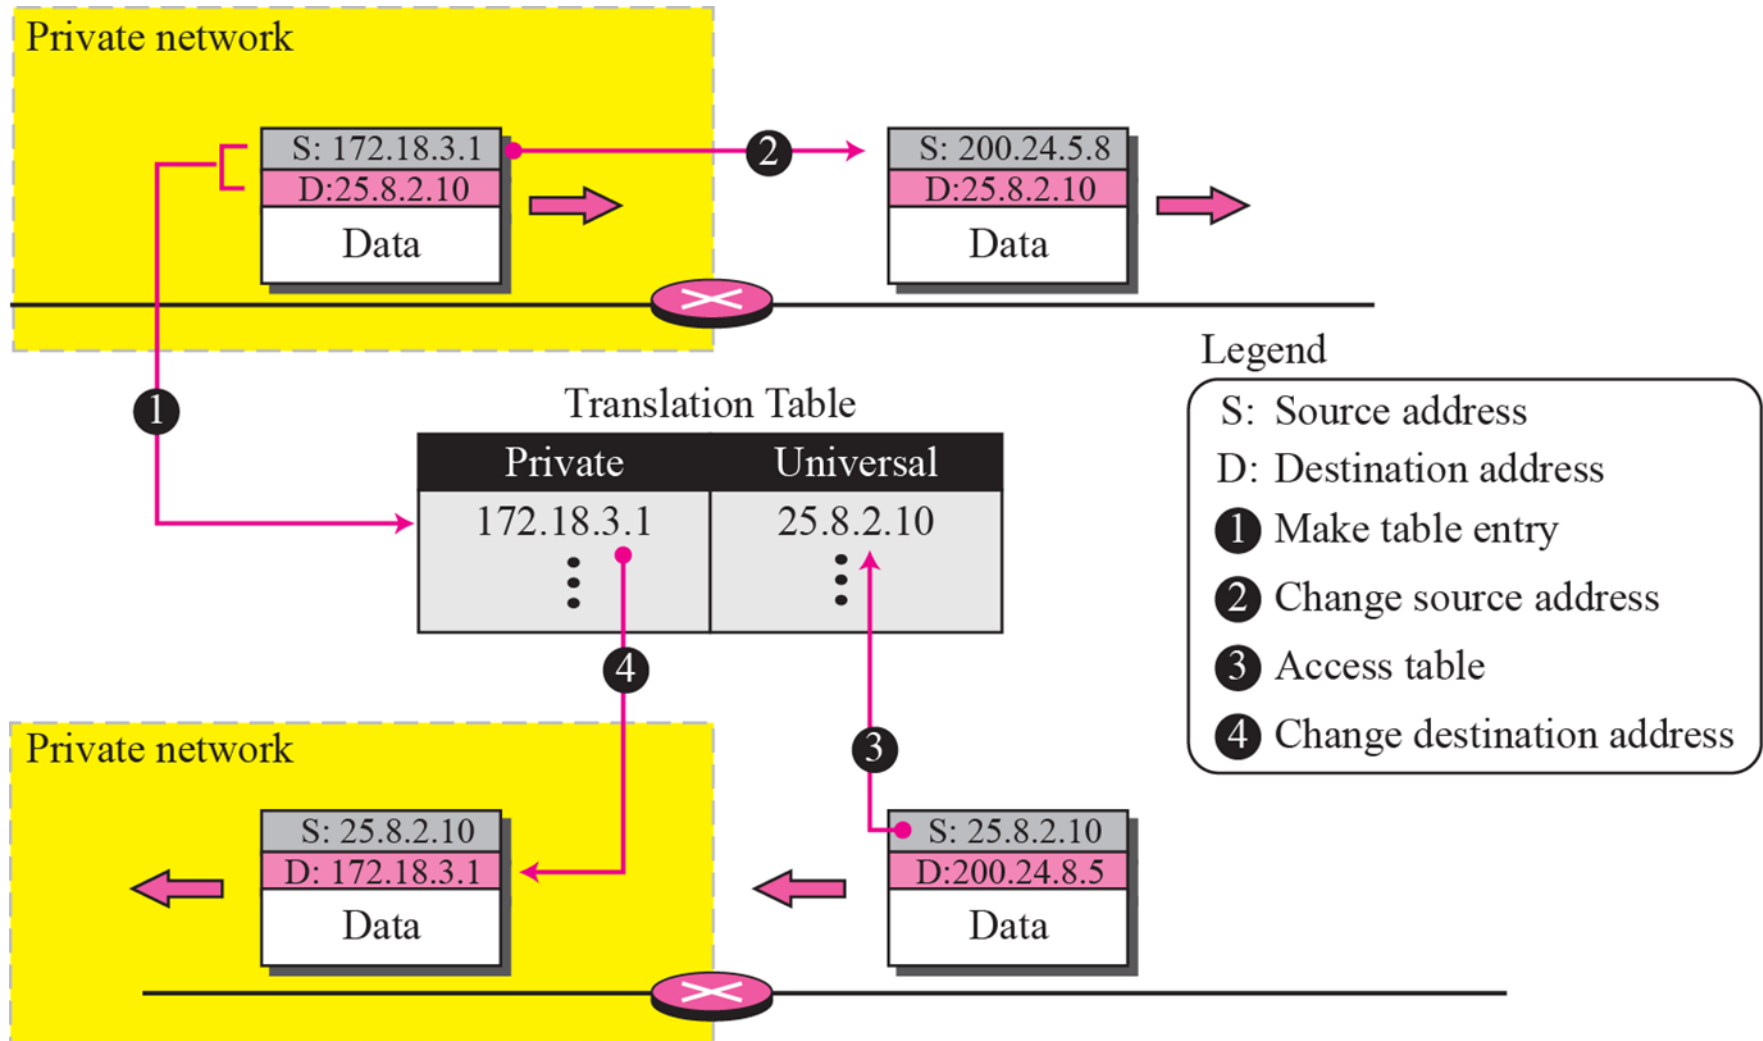 Private network
S: 172.18.3.1
D:25.8.2.10
Data
2
S: 200.24.5.8
D:25.8.2.10
Data
1
Translation Table
Private Universal
172.18.3.1 25.8.2.10
4
3
Legend
S: Source address
D: Destination address
1 Make table entry
2 Change source address
3 Access table
4 Change destination address
Private network
S: 25.8.2.10
D: 172.18.3.1
Data
S: 25.8.2.10
D:200.24.8.5
Data